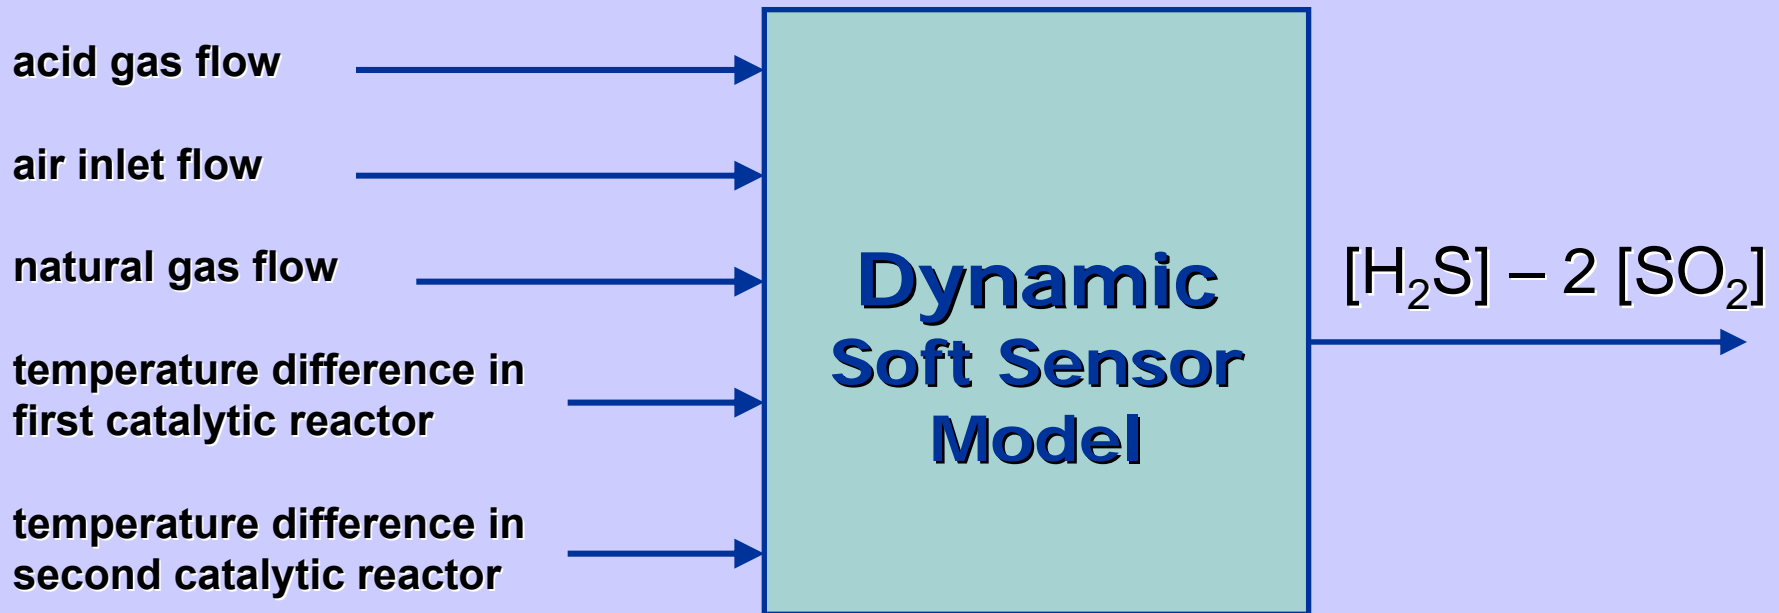 acid gas flow
air inlet flow
natural gas flow
temperature difference in
first catalytic reactor
temperature difference in
second catalytic reactor
Dynamic
Soft Sensor
Model
[H₂S] – 2 [SO₂]